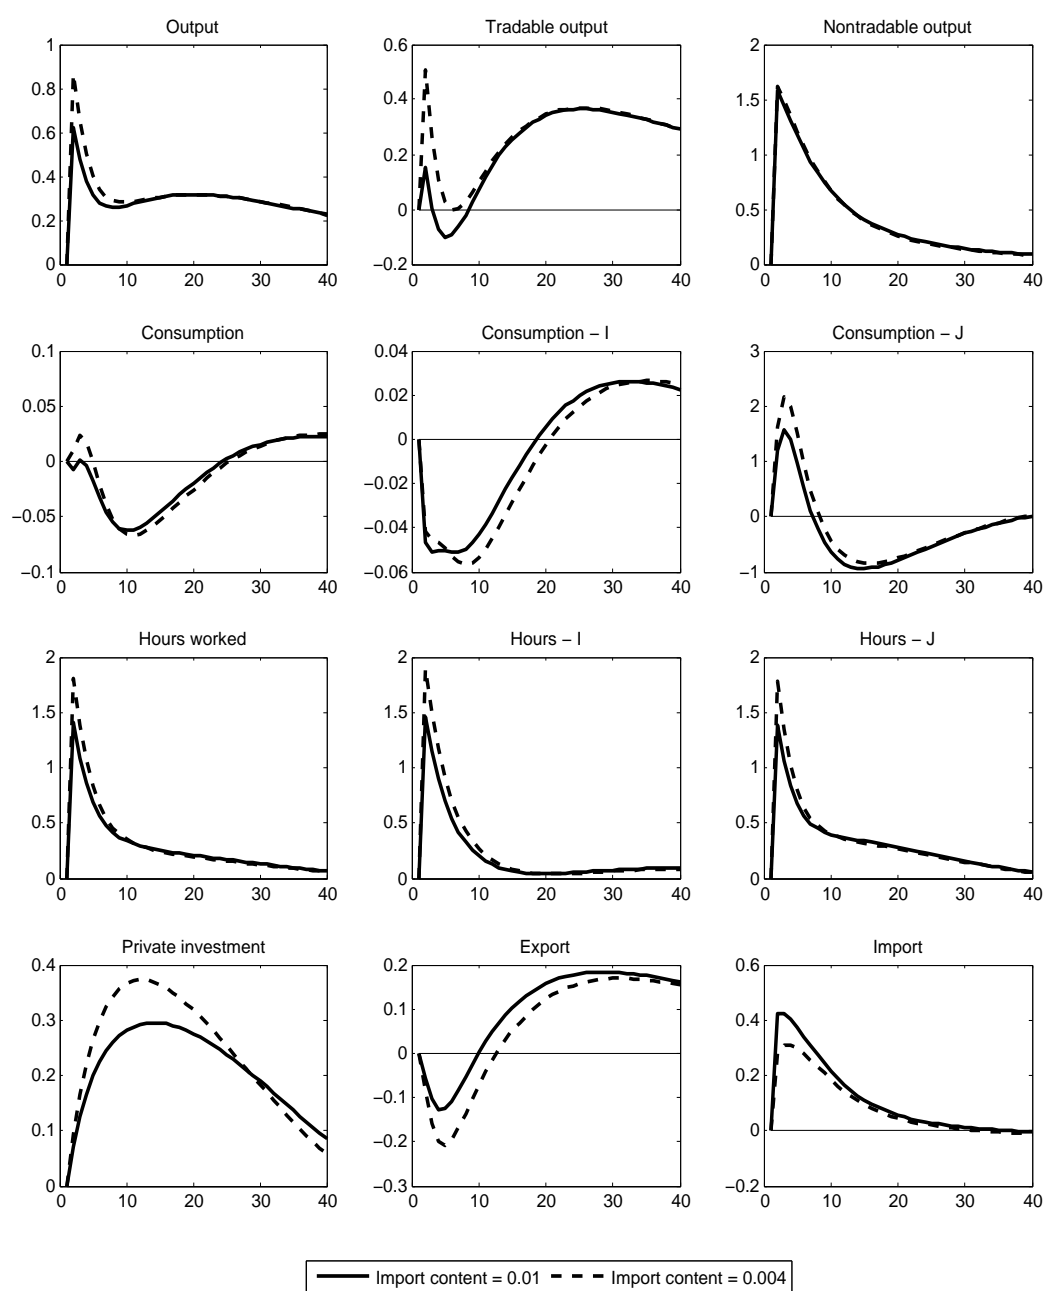 Output
Tradable output
Nontradable output
1
0.8
0.6
0.4
0.2
0
0 10 20 30 40
0.6
0.4
0.2
0
−0.2
0 10 20 30 40
2
1.5
1
0.5
0
0 10 20 30 40
Consumption
Consumption − I
Consumption − J
0.1
0.05
0
−0.05
−0.1
0 10 20 30 40
0.04
0.02
0
−0.02
−0.04
−0.06
0 10 20 30 40
3
2
1
0
−1
0 10 20 30 40
Hours worked
Hours − I
Hours − J
2
1.5
1
0.5
0
0 10 20 30 40
2
1.5
1
0.5
0
0 10 20 30 40
2
1.5
1
0.5
0
0 10 20 30 40
Private investment
Export
Import
0.4
0.3
0.2
0.1
0
0 10 20 30 40
0.2
0.1
0
−0.1
−0.2
−0.3
0 10 20 30 40
0.6
0.4
0.2
0
−0.2
0 10 20 30 40
Import content = 0.01
Import content = 0.004